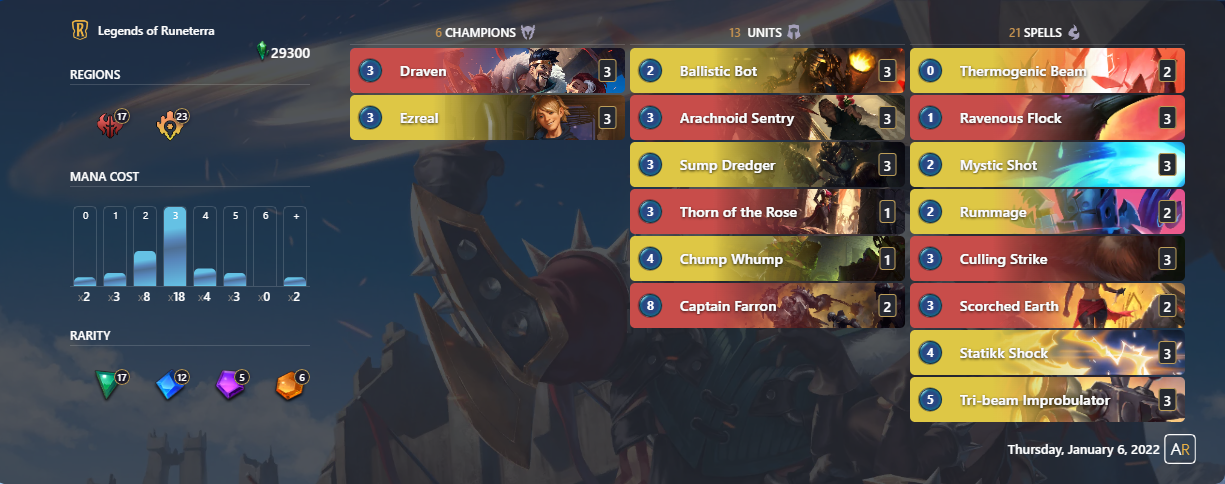 Legends of Runeterra
29300
REGIONS
17 23
MANA COST
0 1 2 3 4 5 6 +
x2 x3 x8 x18 x4 x3 x0 x2
RARITY
17 12 5 6
6 CHAMPIONS
3 Draven 3
3 Ezreal 3
13 UNITS
2 Ballistic Bot 3
3 Arachnoid Sentry 3
3 Sump Dredger 3
3 Thorn of the Rose 1
4 Chump Whump 1
8 Captain Farron 2
21 SPELLS
0 Thermogenic Beam 2
1 Ravenous Flock 3
2 Mystic Shot 3
2 Rummage 2
3 Culling Strike 3
3 Scorched Earth 2
4 Statikk Shock 3
5 Tri-beam Improbulator 3
Thursday, January 6, 2022 AR